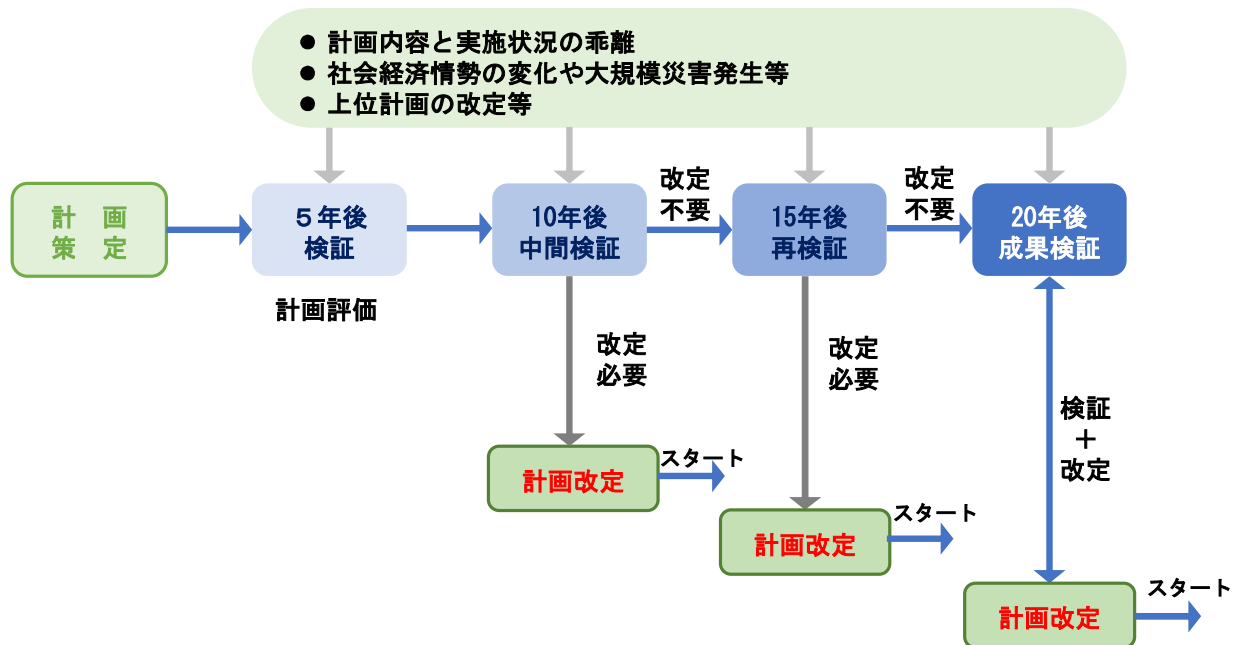 ● 計画内容と実施状況の乖離
● 社会経済情勢の変化や大規模災害発生等
● 上位計画の改定等
計　画
策　定
５年後
検証
計画評価
10年後
中間検証
改定
不要
15年後
再検証
改定
不要
20年後
成果検証
改定
必要
改定
必要
検証
＋
改定
計画改定
スタート
計画改定
スタート
計画改定
スタート